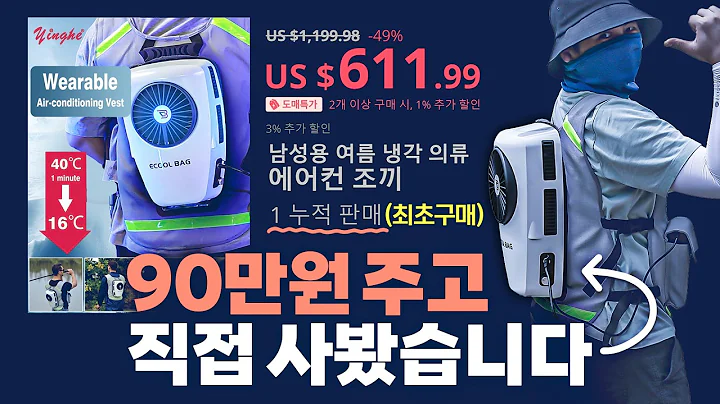 Yinghe
Wearable
Air-conditioning Vest
ECCOL BAG
40℃
1 minute
16℃
US $1,199.98 -49%
US $611.99
도매특가 2개 이상 구매 시, 1% 추가 할인
3% 추가 할인
남성용 여름 냉각 의류
에어컨 조끼
1 누적 판매(최초구매)
90만원 주고
직접 사봤습니다
BAG